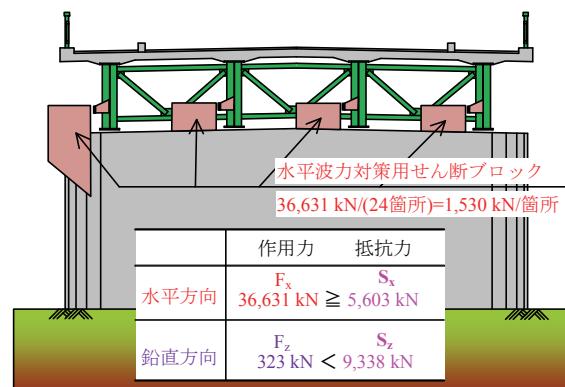 水平波力対策用せん断ブロック
36,631 kN/(24箇所)=1,530 kN/箇所
作用力 抵抗力
水平方向 Fx Sx
36,631 kN ≧ 5,603 kN
鉛直方向 Fz Sz
323 kN < 9,338 kN